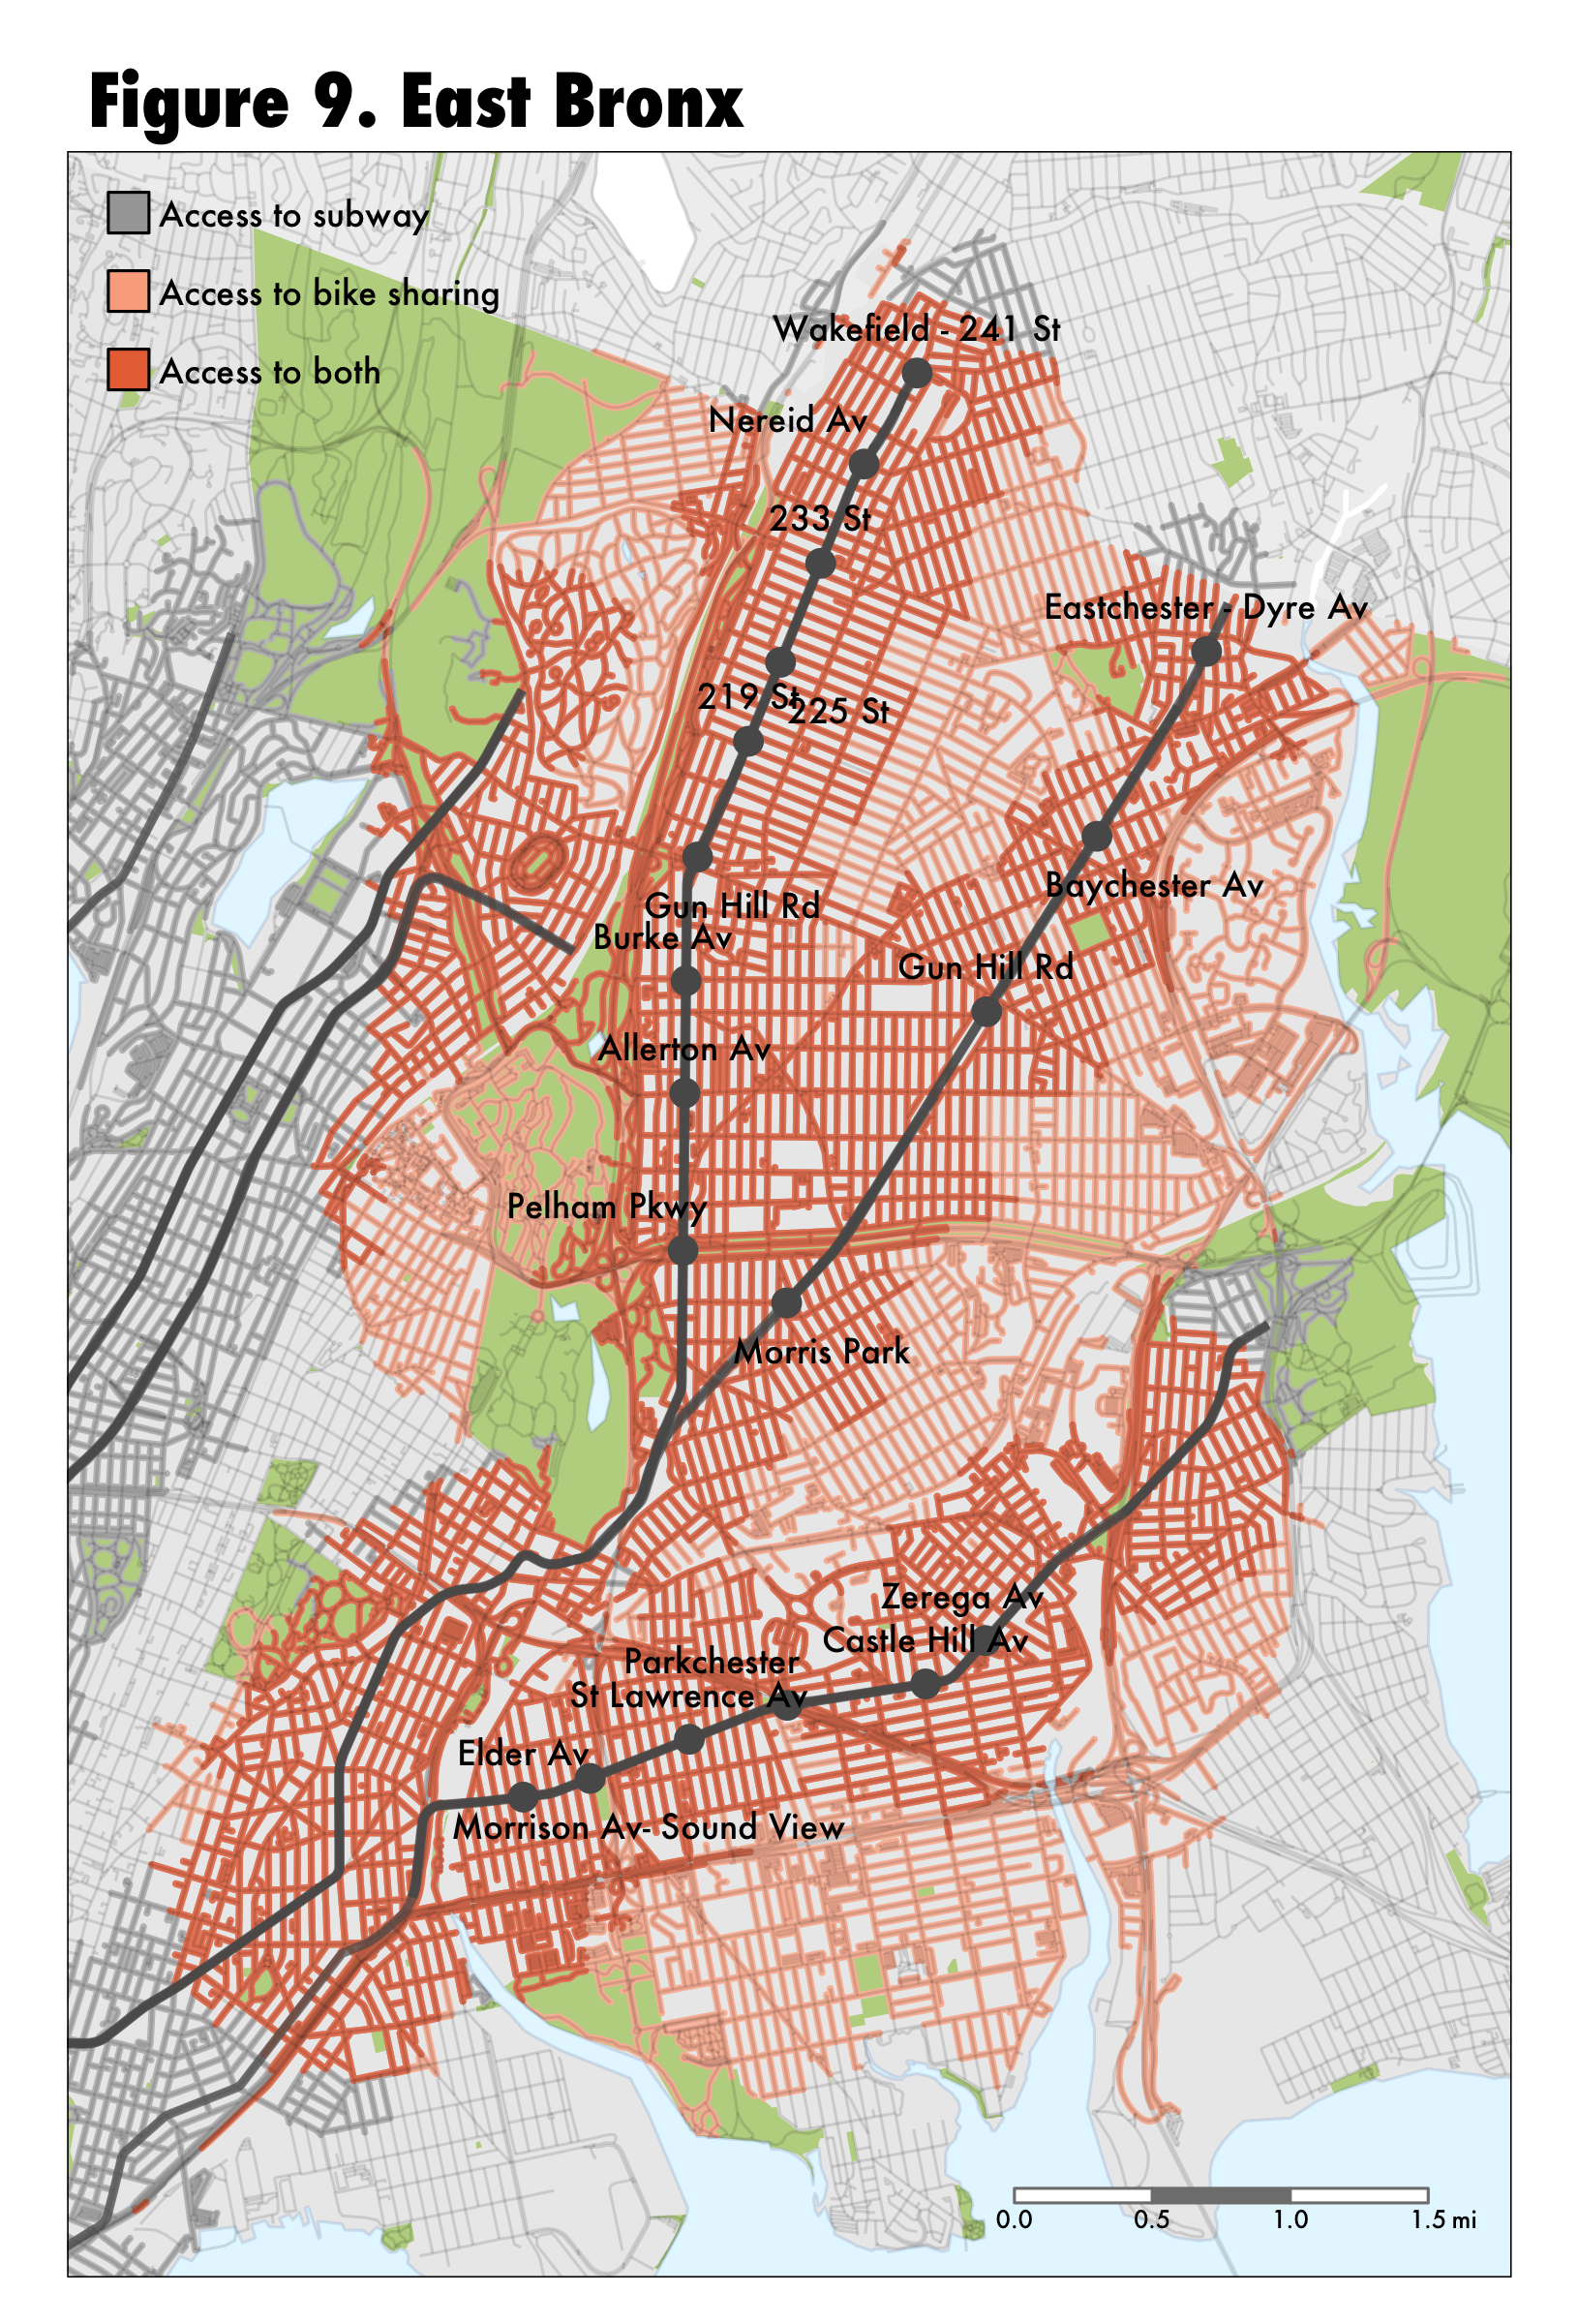 Figure 9. East Bronx
Access to subway
Access to bike sharing
Access to both
Wakefield - 241 St
Nereid Av
233 St
Eastchester - Dyre Av
219 St
225 St
Baychester Av
Gun Hill Rd
Burke Av
Gun Hill Rd
Allerton Av
Pelham Pkwy
Morris Park
Zerega Av
Castle Hill Av
Parkchester
St Lawrence Av
Elder Av
Morrison Av- Sound View
0.0 0.5 1.0 1.5 mi